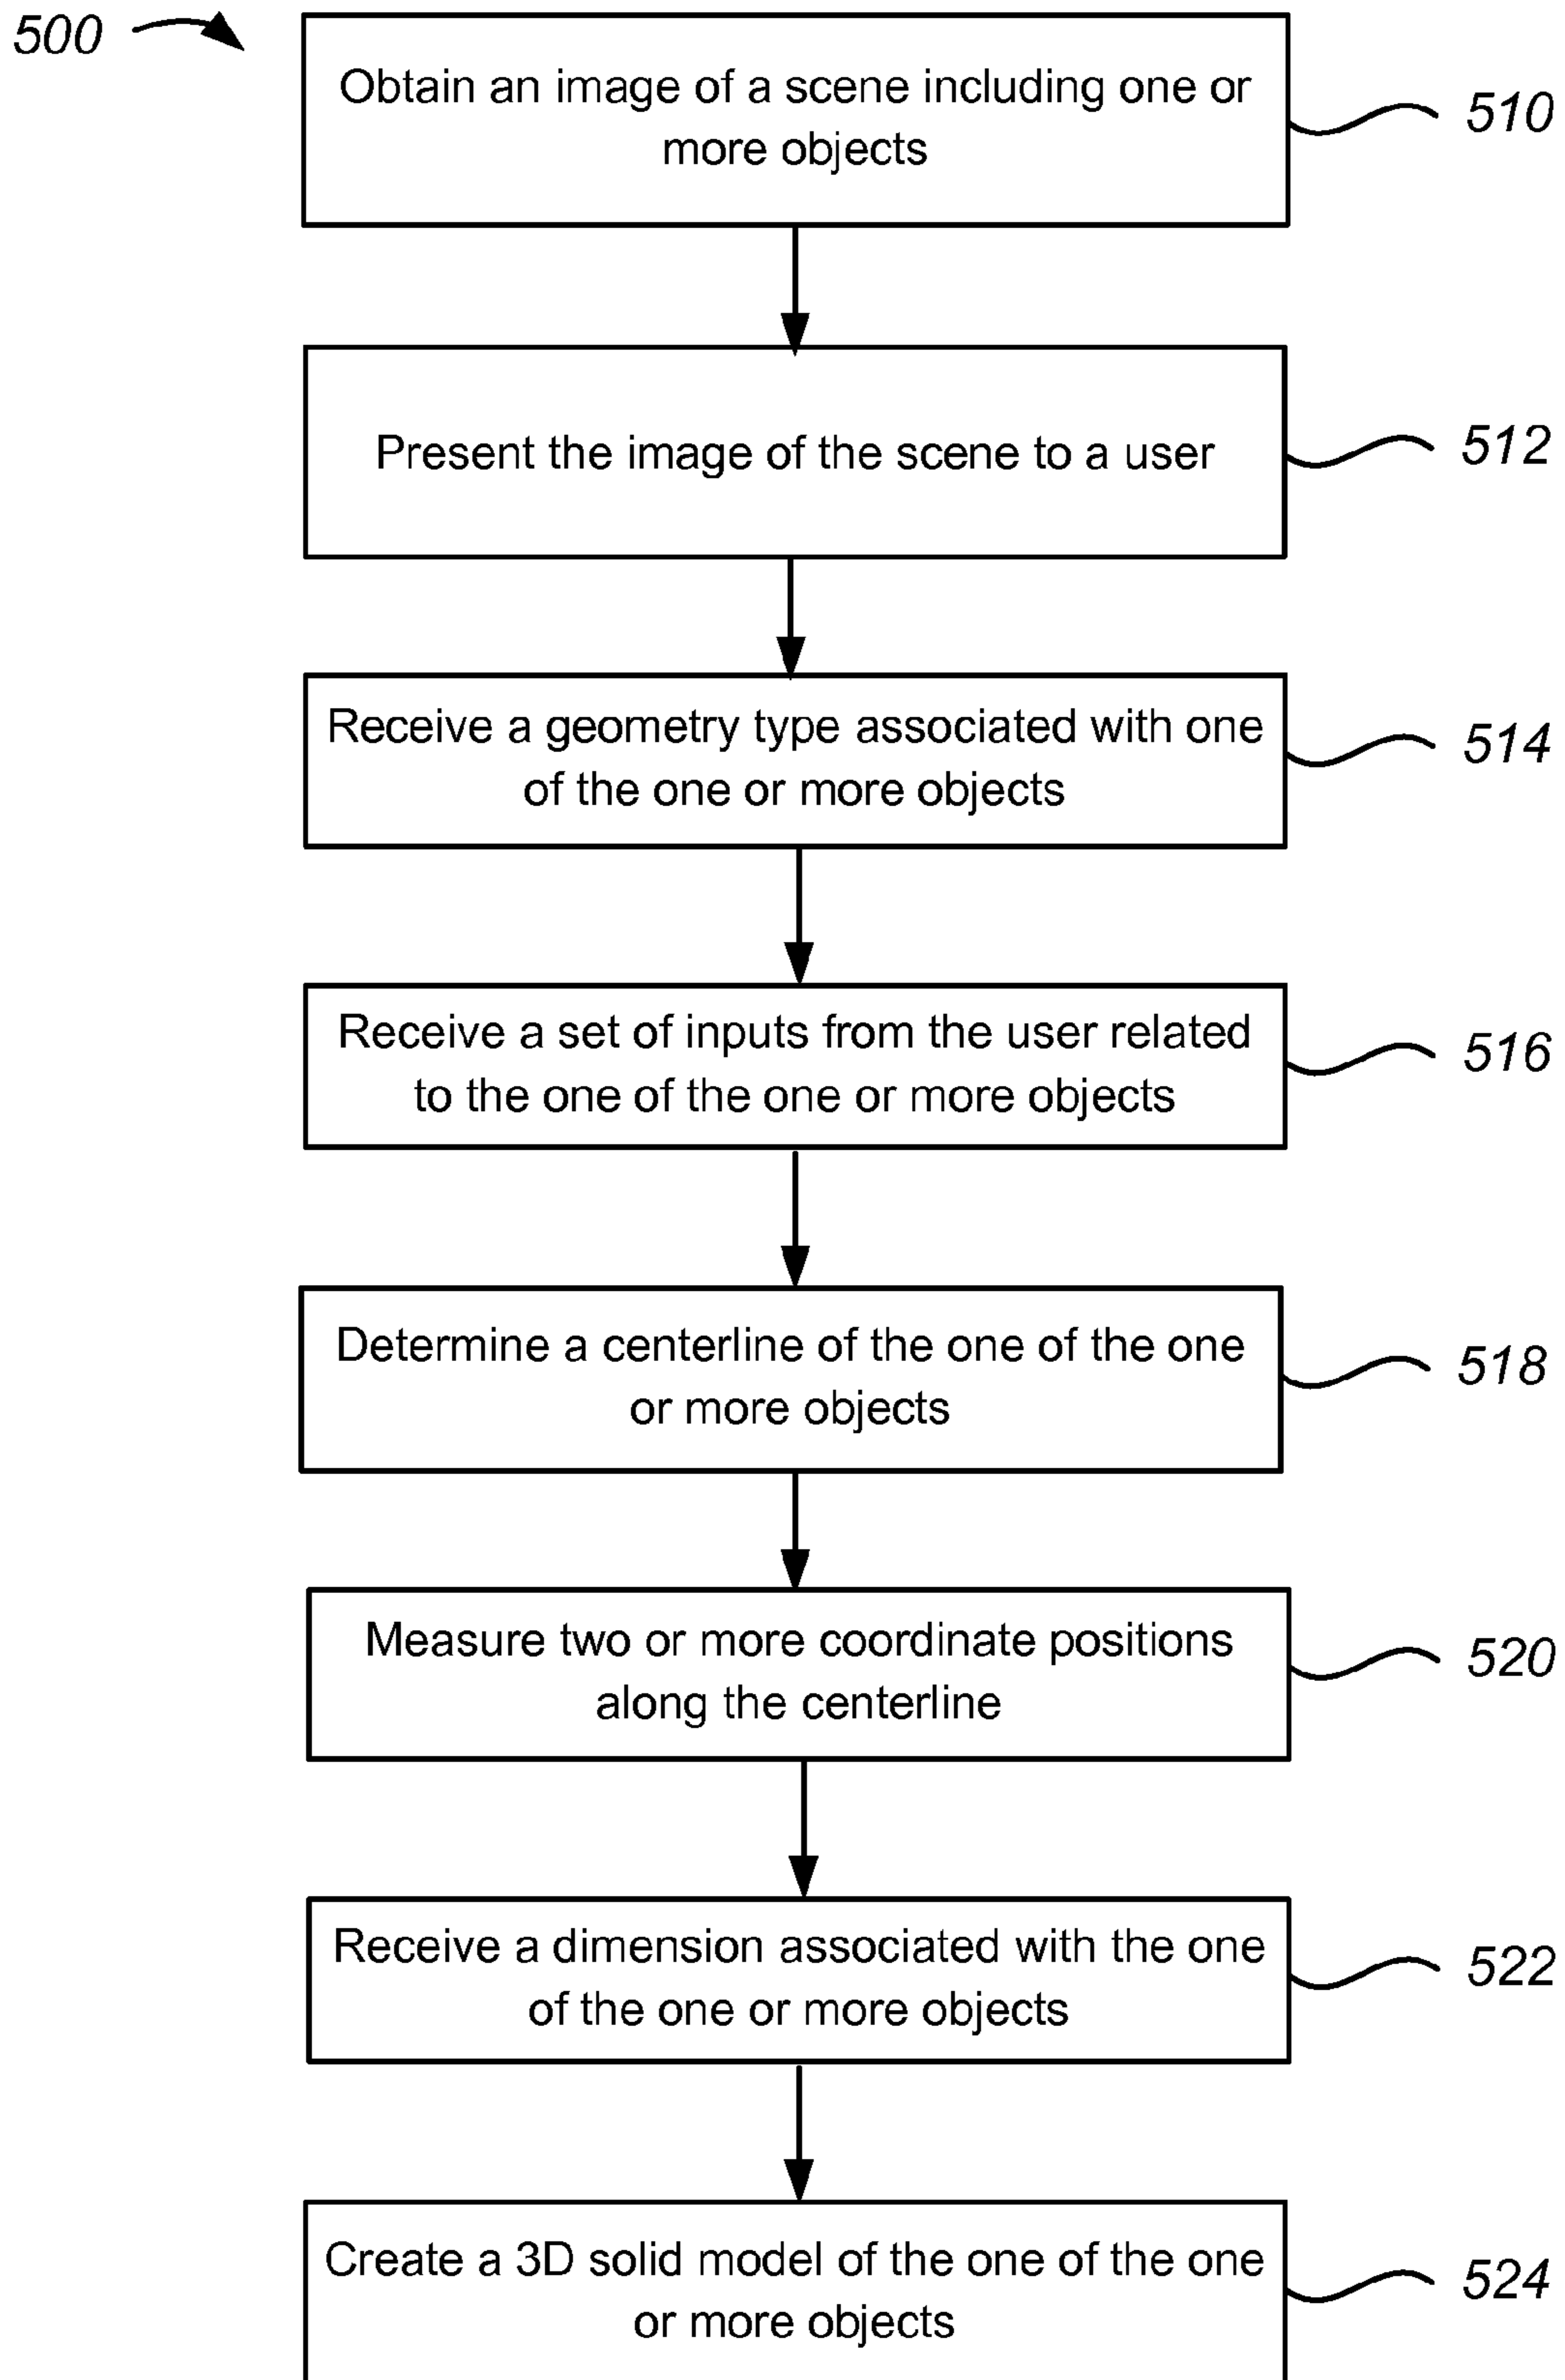 500
Obtain an image of a scene including one or
more objects
510
Present the image of the scene to a user
512
Receive a geometry type associated with one
of the one or more objects
514
Receive a set of inputs from the user related
to the one of the one or more objects
516
Determine a centerline of the one of the one
or more objects
518
Measure two or more coordinate positions
along the centerline
520
Receive a dimension associated with the one
of the one or more objects
522
Create a 3D solid model of the one of the one
or more objects
524